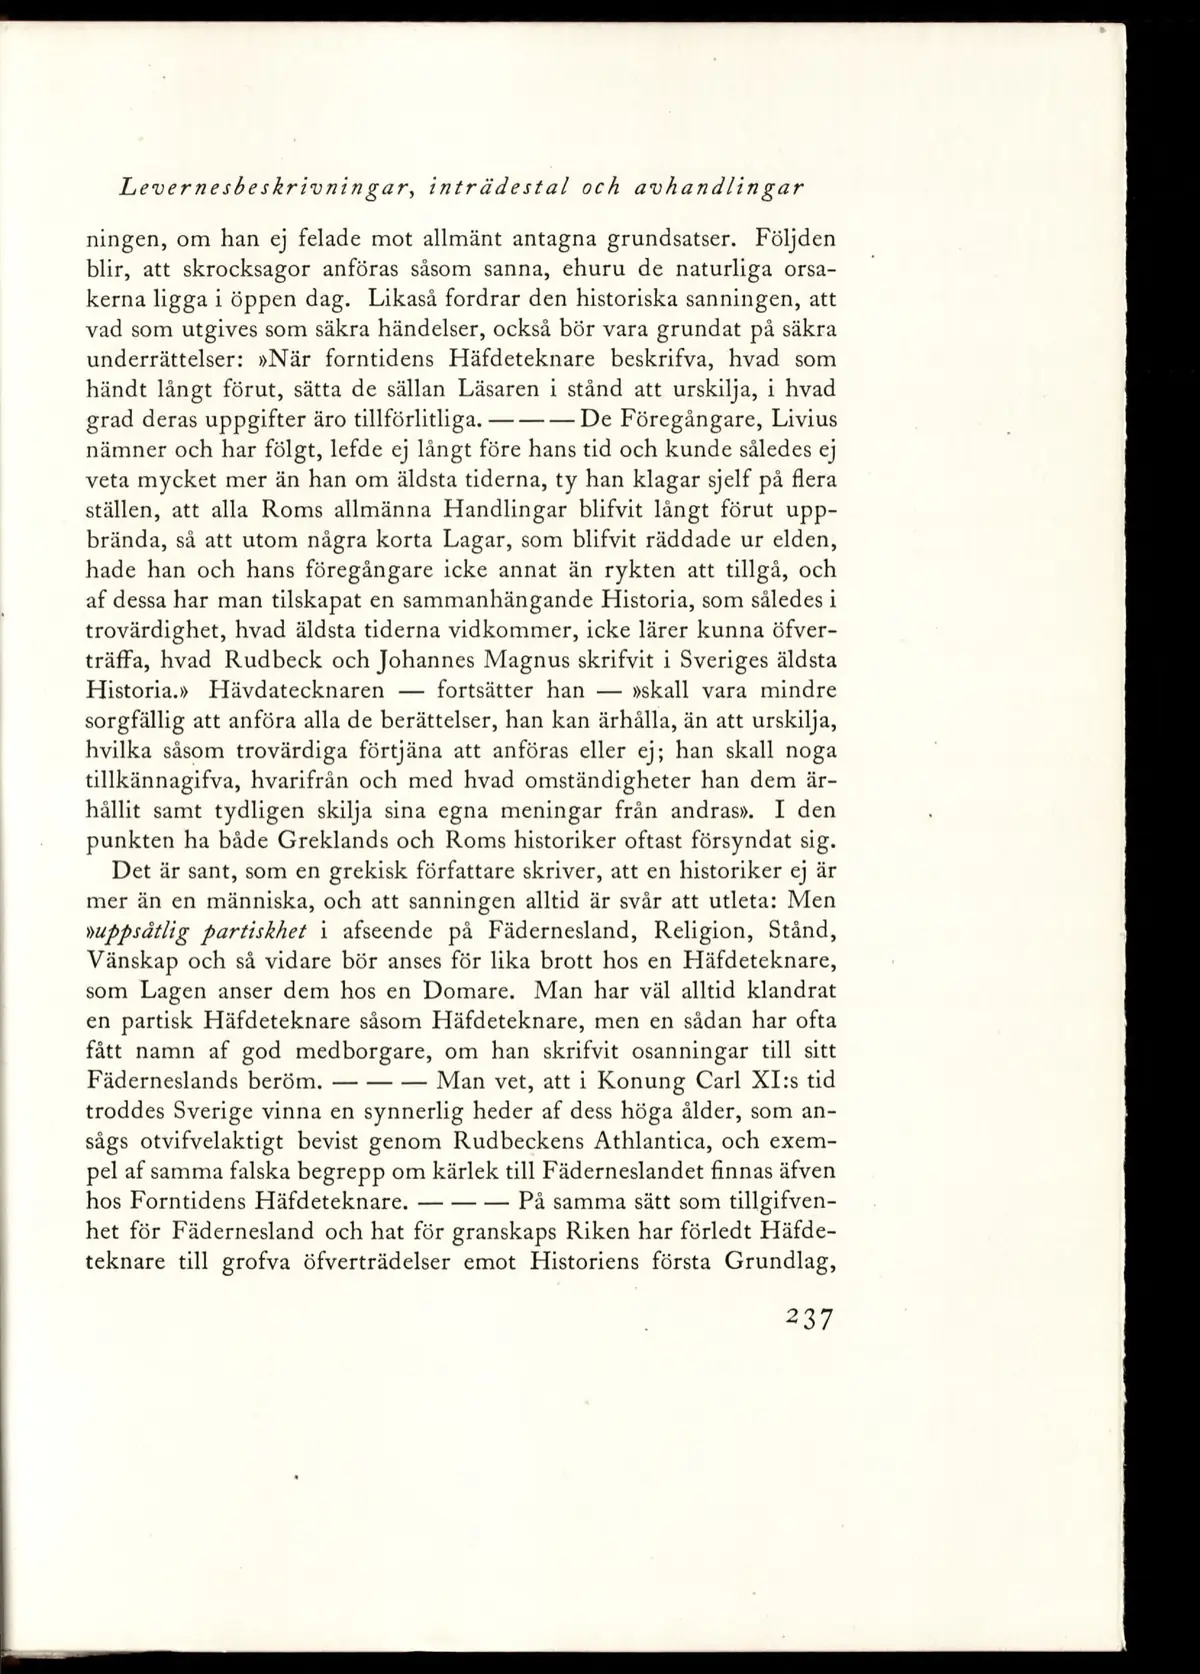 Levernesbeskrivningar, inträdestal och avhandlingar
ningen, om han ej felade mot allmänt antagna grundsatser. Följden
blir, att skrocksagor anföras såsom sanna, ehuru de naturliga orsa-
kerna ligga i öppen dag. Likaså fordrar den historiska sanningen, att
vad som utgives som säkra händelser, också bör vara grundat på säkra
underrättelser: »När forntidens Häfdeteknare beskrifva, hvad som
händt långt förut, sätta de sällan Läsaren i stånd att urskilja, i hvad
grad deras uppgifter äro tillförlitliga. — — — De Föregångare, Livius
nämner och har fölgt, lefde ej långt före hans tid och kunde således ej
veta mycket mer än han om äldsta tiderna, ty han klagar sjelf på flera
ställen, att alla Roms allmänna Handlingar blifvit långt förut upp-
brända, så att utom några korta Lagar, som blifvit räddade ur elden,
hade han och hans föregångare icke annat än rykten att tillgå, och
af dessa har man tilskapat en sammanhängande Historia, som således i
trovärdighet, hvad äldsta tiderna vidkommer, icke lärer kunna öfver-
träffa, hvad Rudbeck och Johannes Magnus skrifvit i Sveriges äldsta
Historia.» Hävdatecknaren — fortsätter han — »skall vara mindre
sorgfällig att anföra alla de berättelser, han kan ärhålla, än att urskilja,
hvilka såsom trovärdiga förtjäna att anföras eller ej; han skall noga
tillkännagifva, hvarifrån och med hvad omständigheter han dem är-
hållit samt tydligen skilja sina egna meningar från andras». I den
punkten ha både Greklands och Roms historiker oftast försyndat sig.
Det är sant, som en grekisk författare skriver, att en historiker ej är
mer än en människa, och att sanningen alltid är svår att utleta: Men
»uppsåtlig partiskhet i afseende på Fädernesland, Religion, Stånd,
Vänskap och så vidare bör anses för lika brott hos en Häfdeteknare,
som Lagen anser dem hos en Domare. Man har väl alltid klandrat
en partisk Häfdeteknare såsom Häfdeteknare, men en sådan har ofta
fått namn af god medborgare, om han skrifvit osanningar till sitt
Fäderneslands beröm. — — — Man vet, att i Konung Carl XI:s tid
troddes Sverige vinna en synnerlig heder af dess höga ålder, som an-
sågs otvifvelaktigt bevist genom Rudbeckens Athlantica, och exem-
pel af samma falska begrepp om kärlek till Fäderneslandet finnas äfven
hos Forntidens Häfdeteknare. — — — På samma sätt som tillgifven-
het för Fädernesland och hat för granskaps Riken har förledt Häfde-
teknare till grofva öfverträdelser emot Historiens första Grundlag,
237